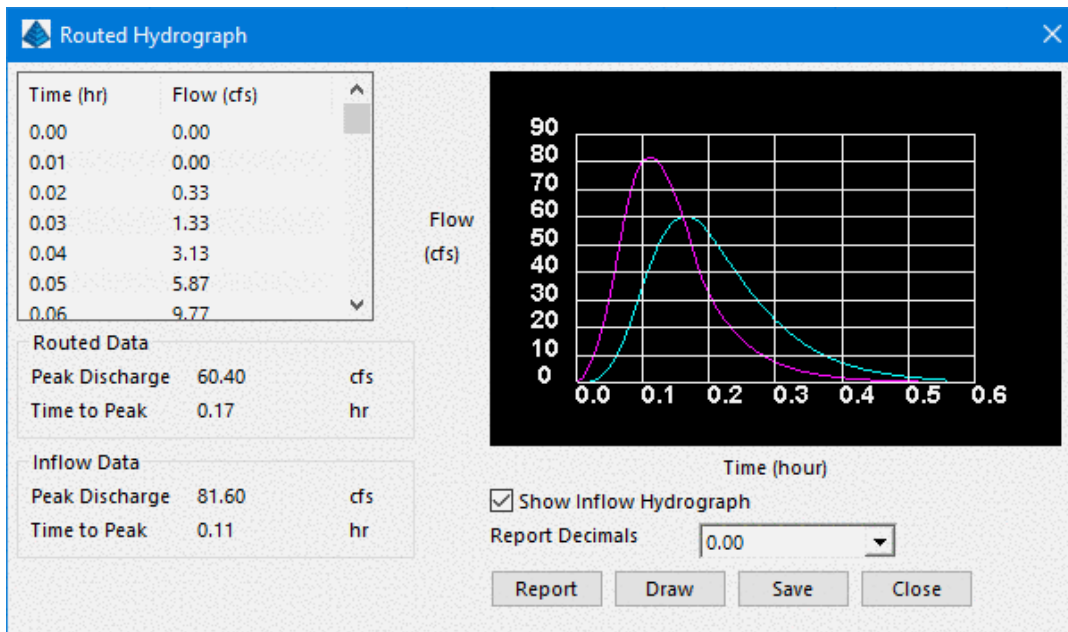 Routed Hydrograph
Time (hr) Flow (cfs)
0.00 0.00
0.01 0.00
0.02 0.33
0.03 1.33
0.04 3.13
0.05 5.87
0.06 9.77
Routed Data
Peak Discharge 60.40 cfs
Time to Peak 0.17 hr
Inflow Data
Peak Discharge 81.60 cfs
Time to Peak 0.11 hr
Flow
(cfs)
90
80
70
60
50
40
30
20
10
0
0.0 0.1 0.2 0.3 0.4 0.5 0.6
Time (hour)
Show Inflow Hydrograph
Report Decimals 0.00
Report Draw Save Close